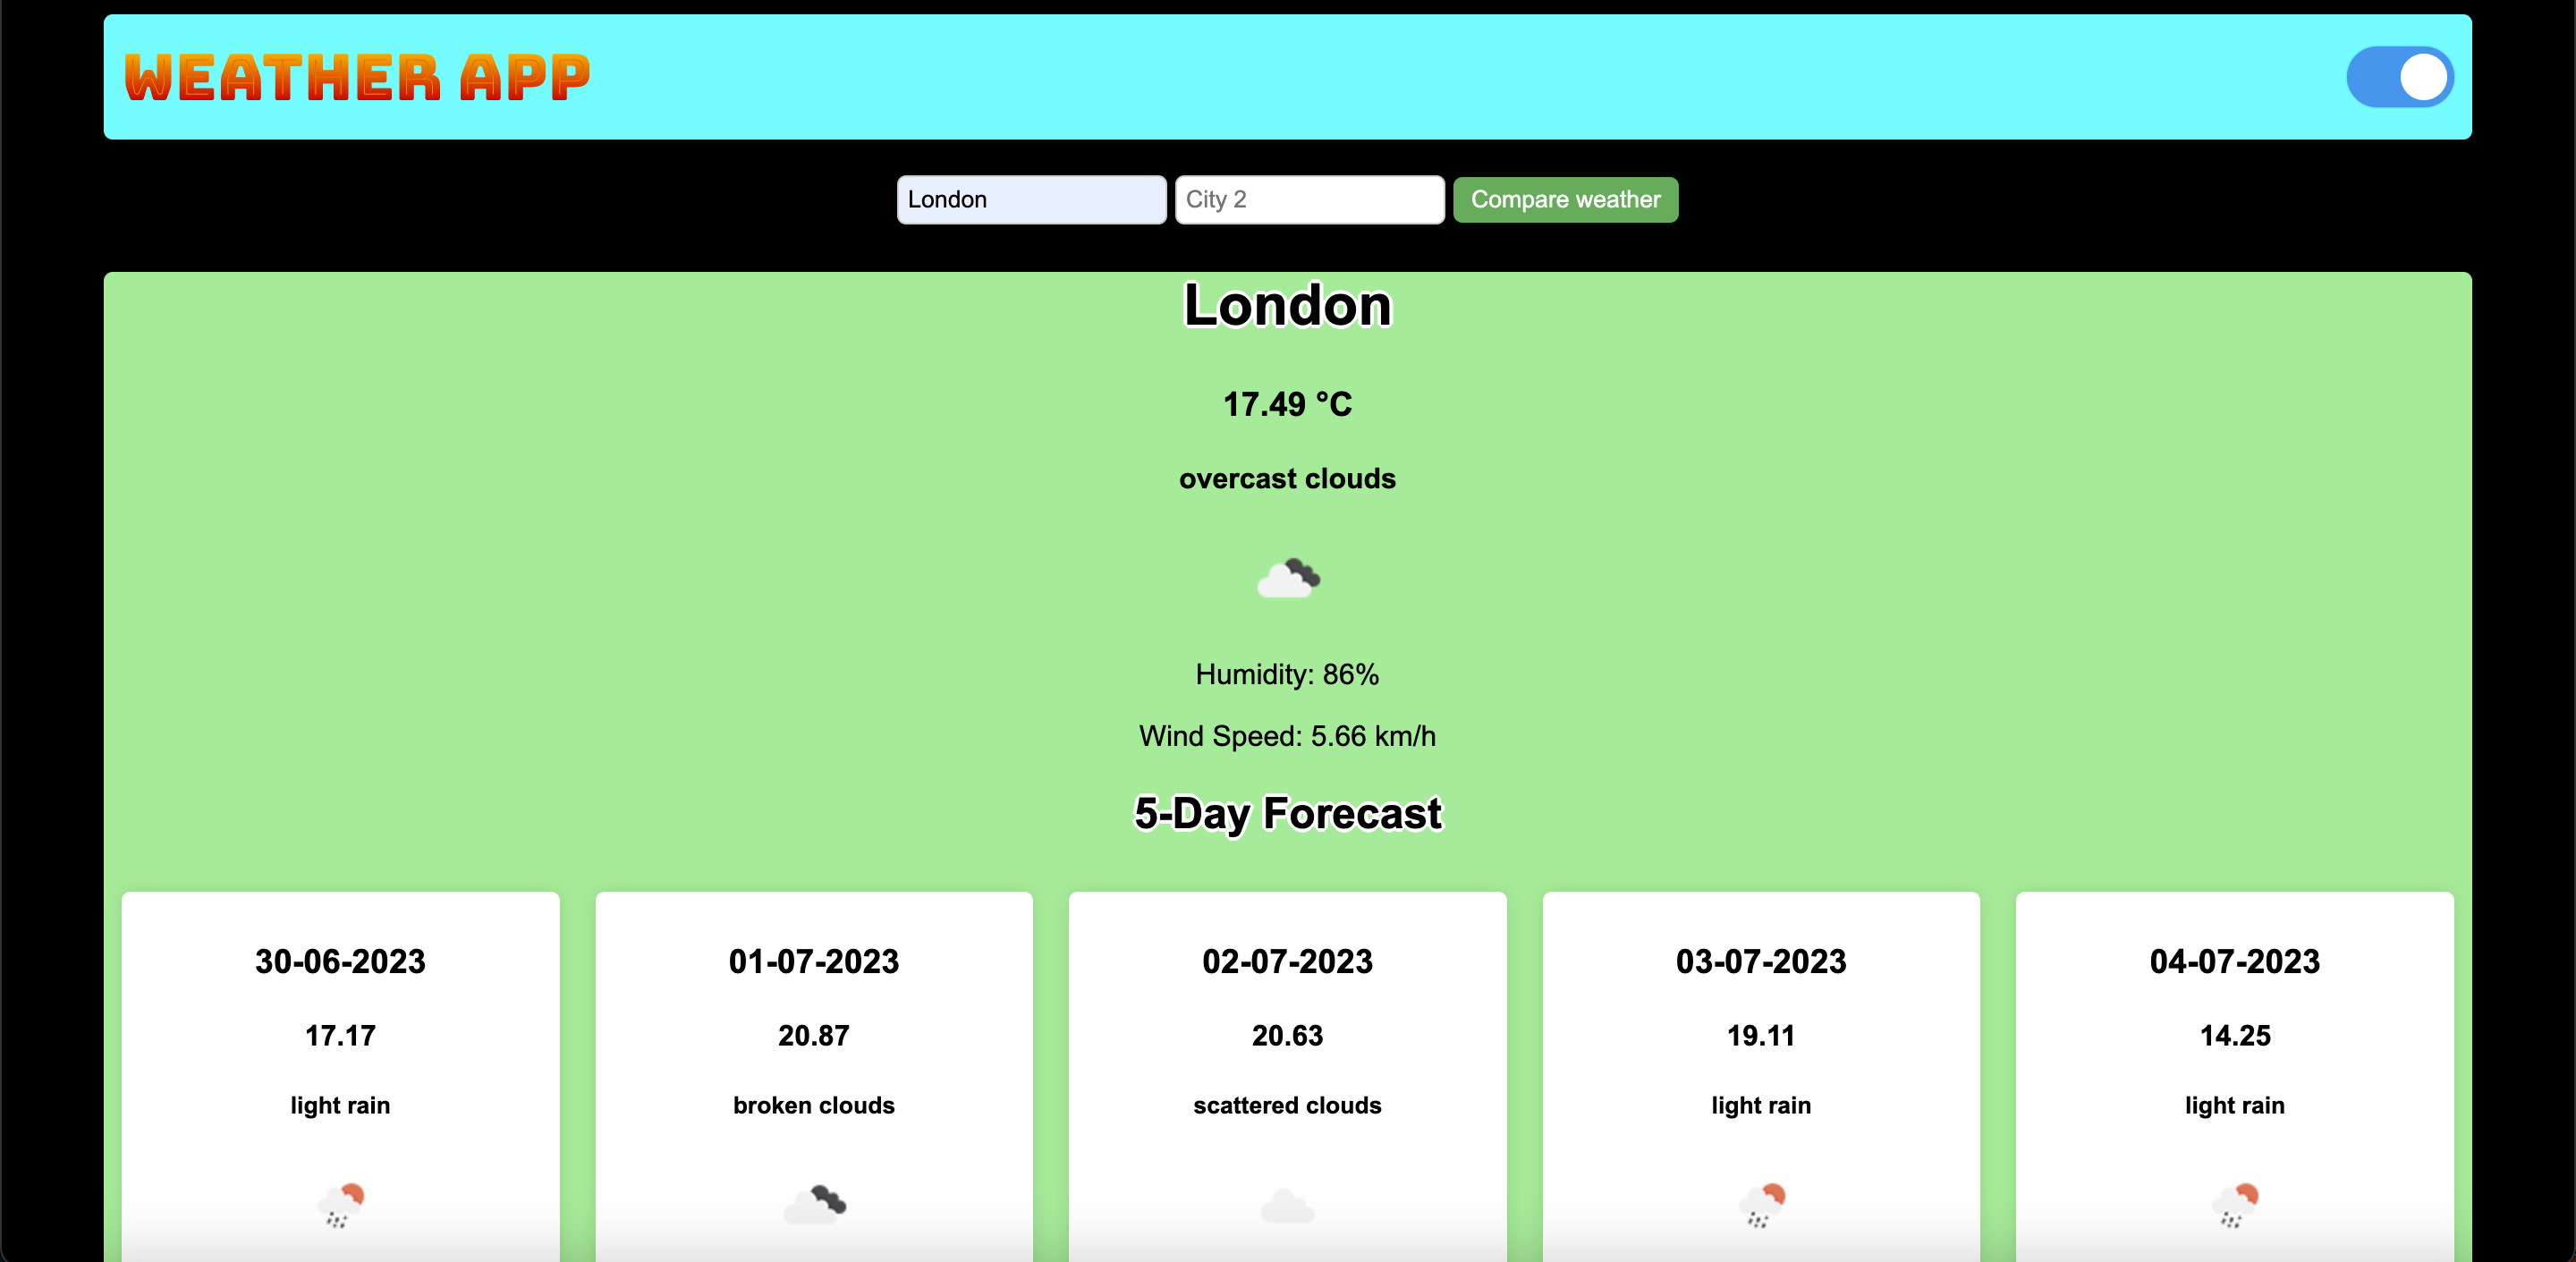 WEATHER APP
London City 2 Compare weather
London
17.49 °C
overcast clouds
Humidity: 86%
Wind Speed: 5.66 km/h
5-Day Forecast
30-06-2023 01-07-2023 02-07-2023 03-07-2023 04-07-2023
17.17 20.87 20.63 19.11 14.25
light rain broken clouds scattered clouds light rain light rain